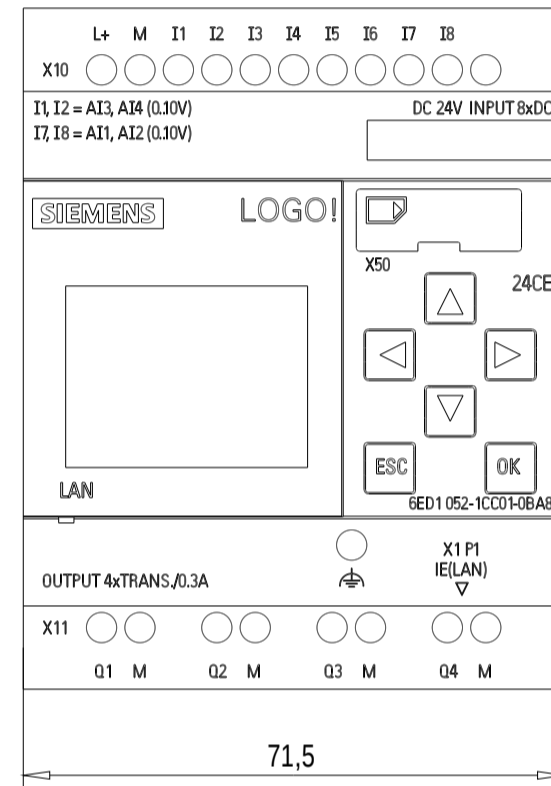 L+ M I1 I2 I3 I4 I5 I6 I7 I8
X10
I1, I2 = AI3, AI4 (0.10V)
DC 24V INPUT 8xDC
I7, I8 = AI1, AI2 (0.10V)
SIEMENS
LOGO!
X50
24CE
ESC
OK
LAN
6ED1 052-1CC01-0BA8
X1 P1
IE(LAN)
OUTPUT 4xTRANS./0.3A
X11
Q1 M Q2 M Q3 M Q4 M
71,5